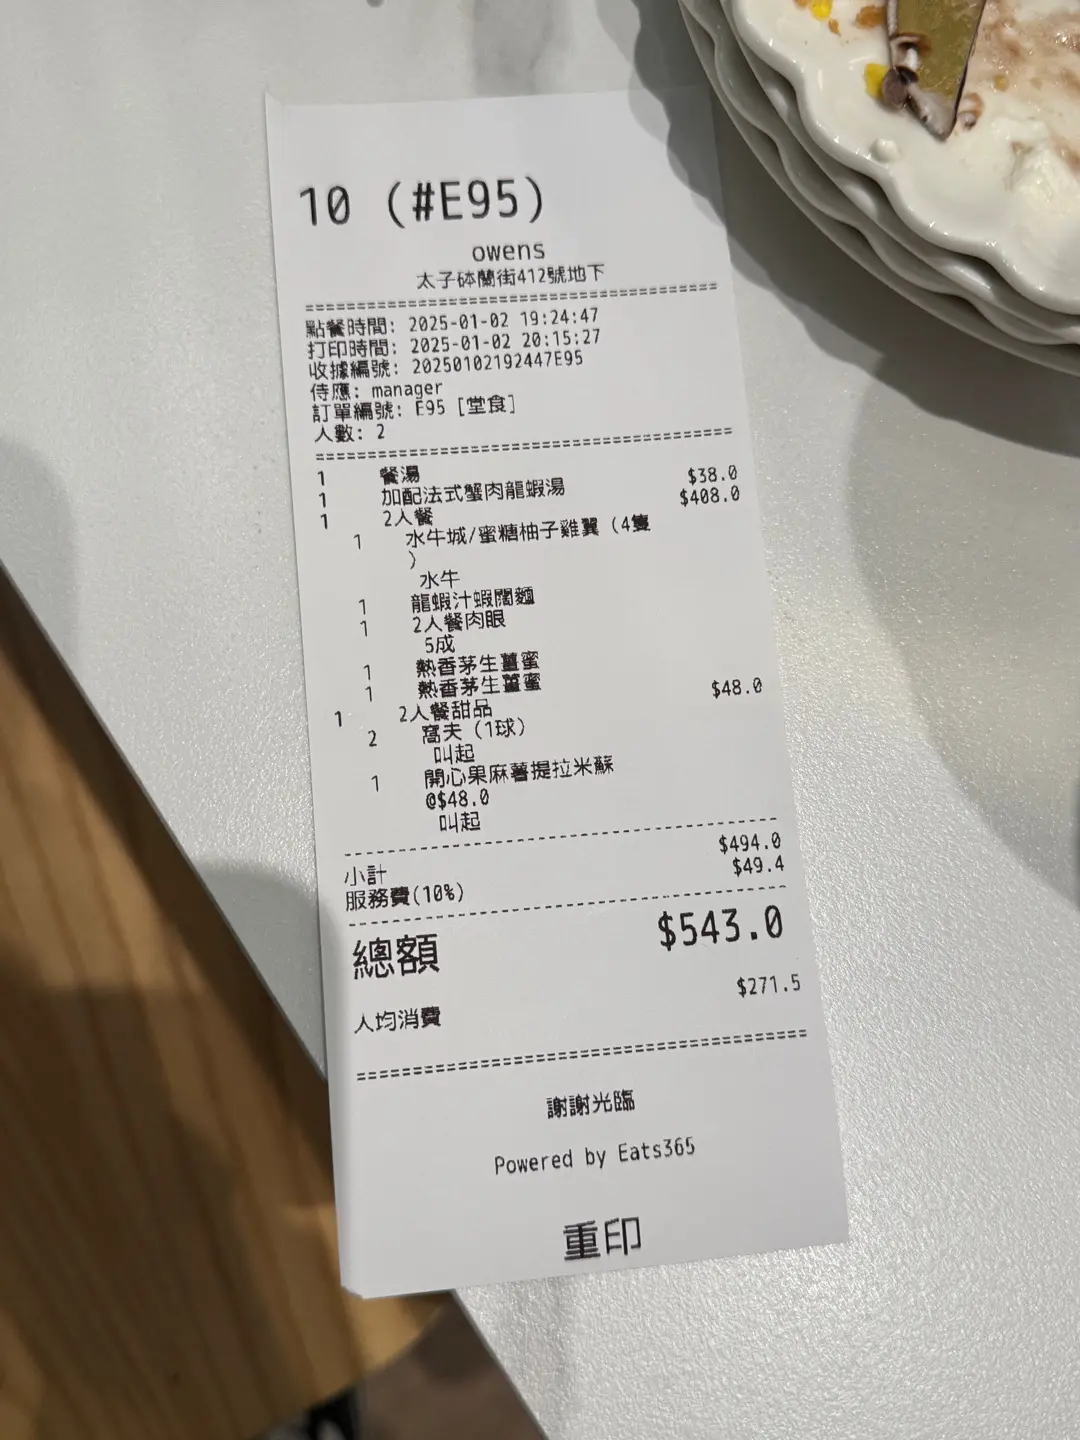 10 (#E95)
owens
太子砵蘭街412號地下
點餐時間: 2025-01-02 19:24:47
打印時間: 2025-01-02 20:15:27
收據編號: 20250102192447E95
侍應: manager
訂單編號: E95 [堂食]
人數: 2
1 餐湯
1 加配法式蟹肉龍蝦湯 $38.0
1 2人餐 $408.0
1 水牛城/蜜糖柚子雞翼 (4隻
)
水牛
1 龍蝦汁蝦闊麵
1 2人餐肉眼
5成
1 熱香茅生薑蜜
1 熱香茅生薑蜜
1 2人餐甜品 $48.0
2 窩夫 (1球)
叫起
1 開心果麻薯提拉米蘇
@$48.0
叫起
小計 $494.0
服務費(10%) $49.4
總額 $543.0
人均消費 $271.5
謝謝光臨
Powered by Eats365
重印